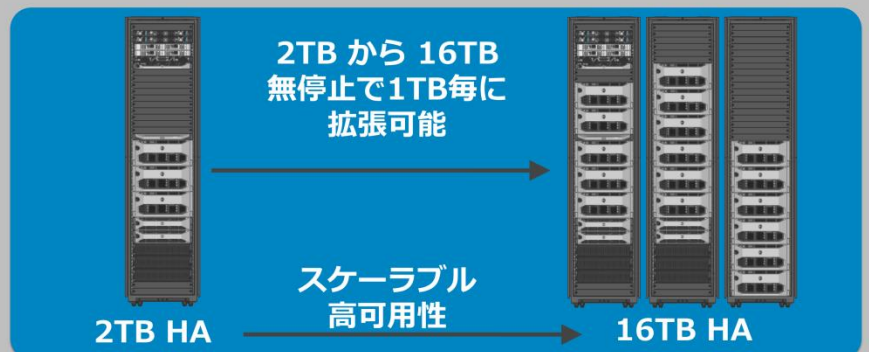 2TB から 16TB
無停止で1TB毎に
拡張可能
スケーラブル
高可用性
2TB HA
16TB HA